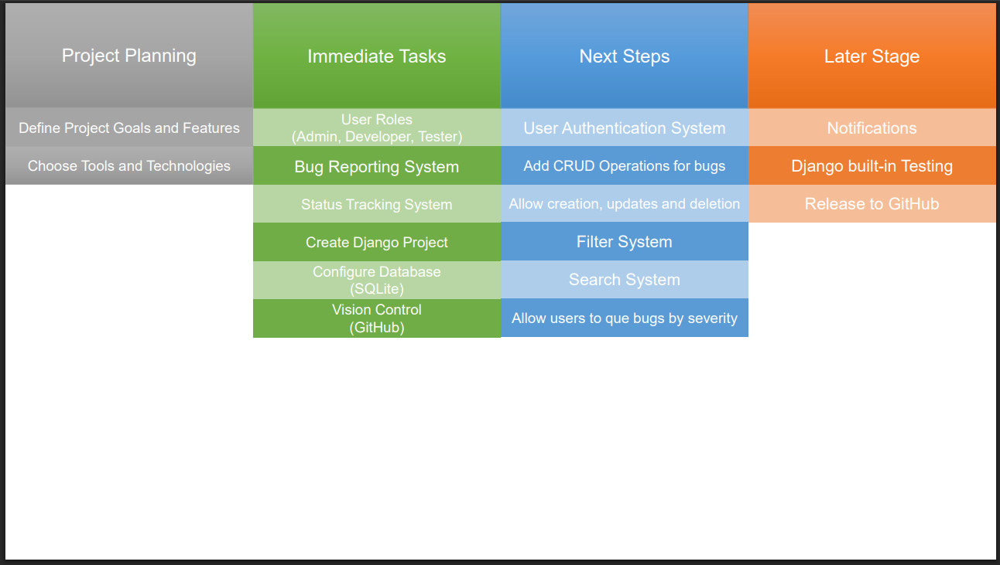 Project Planning
Immediate Tasks
Next Steps
Later Stage
Define Project Goals and Features
User Roles
(Admin, Developer, Tester)
User Authentication System
Notifications
Choose Tools and Technologies
Bug Reporting System
Add CRUD Operations for bugs
Django built-in Testing
Status Tracking System
Allow creation, updates and deletion
Release to GitHub
Create Django Project
Filter System
Configure Database
(SQLite)
Search System
Vision Control
(GitHub)
Allow users to que bugs by severity